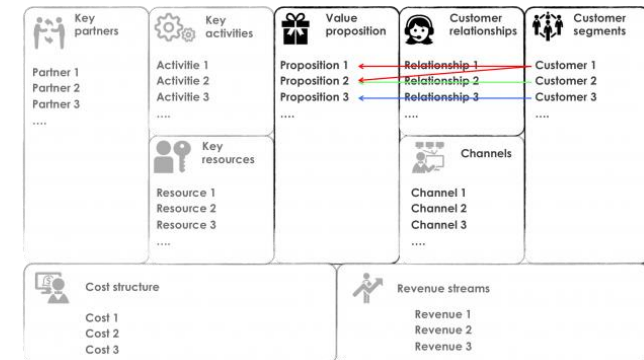 Key
partners
Partner 1
Partner 2
Partner 3
....
Key
activities
Activitie 1
Activitie 2
Activitie 3
....
Key
resources
Resource 1
Resource 2
Resource 3
....
Value
proposition
Proposition 1
Proposition 2
Proposition 3
....
Customer
relationships
Relationship 1
Relationship 2
Relationship 3
....
Channels
Channel 1
Channel 2
Channel 3
....
Customer
segments
Customer 1
Customer 2
Customer 3
....
Cost structure
Cost 1
Cost 2
Cost 3
Revenue streams
Revenue 1
Revenue 2
Revenue 3